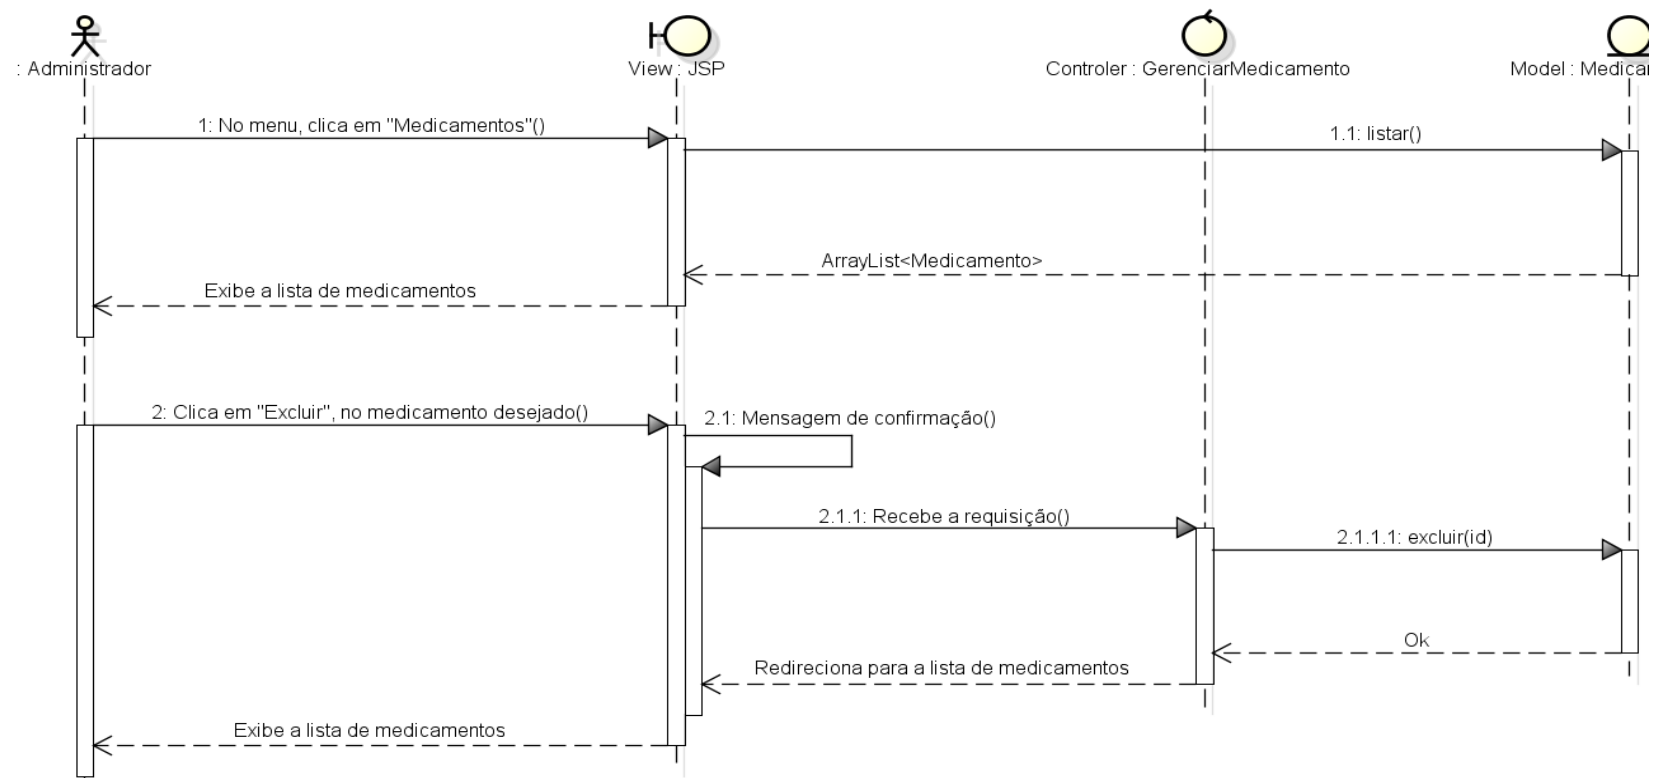 : Administrador
View : JSP
Controler : GerenciarMedicamento
Model : Medica
1: No menu, clica em "Medicamentos"()
1.1: listar()
ArrayList<Medicamento>
Exibe a lista de medicamentos
2: Clica em "Excluir", no medicamento desejado()
2.1: Mensagem de confirmação()
2.1.1: Recebe a requisição()
2.1.1.1: excluir(id)
Ok
Redireciona para a lista de medicamentos
Exibe a lista de medicamentos